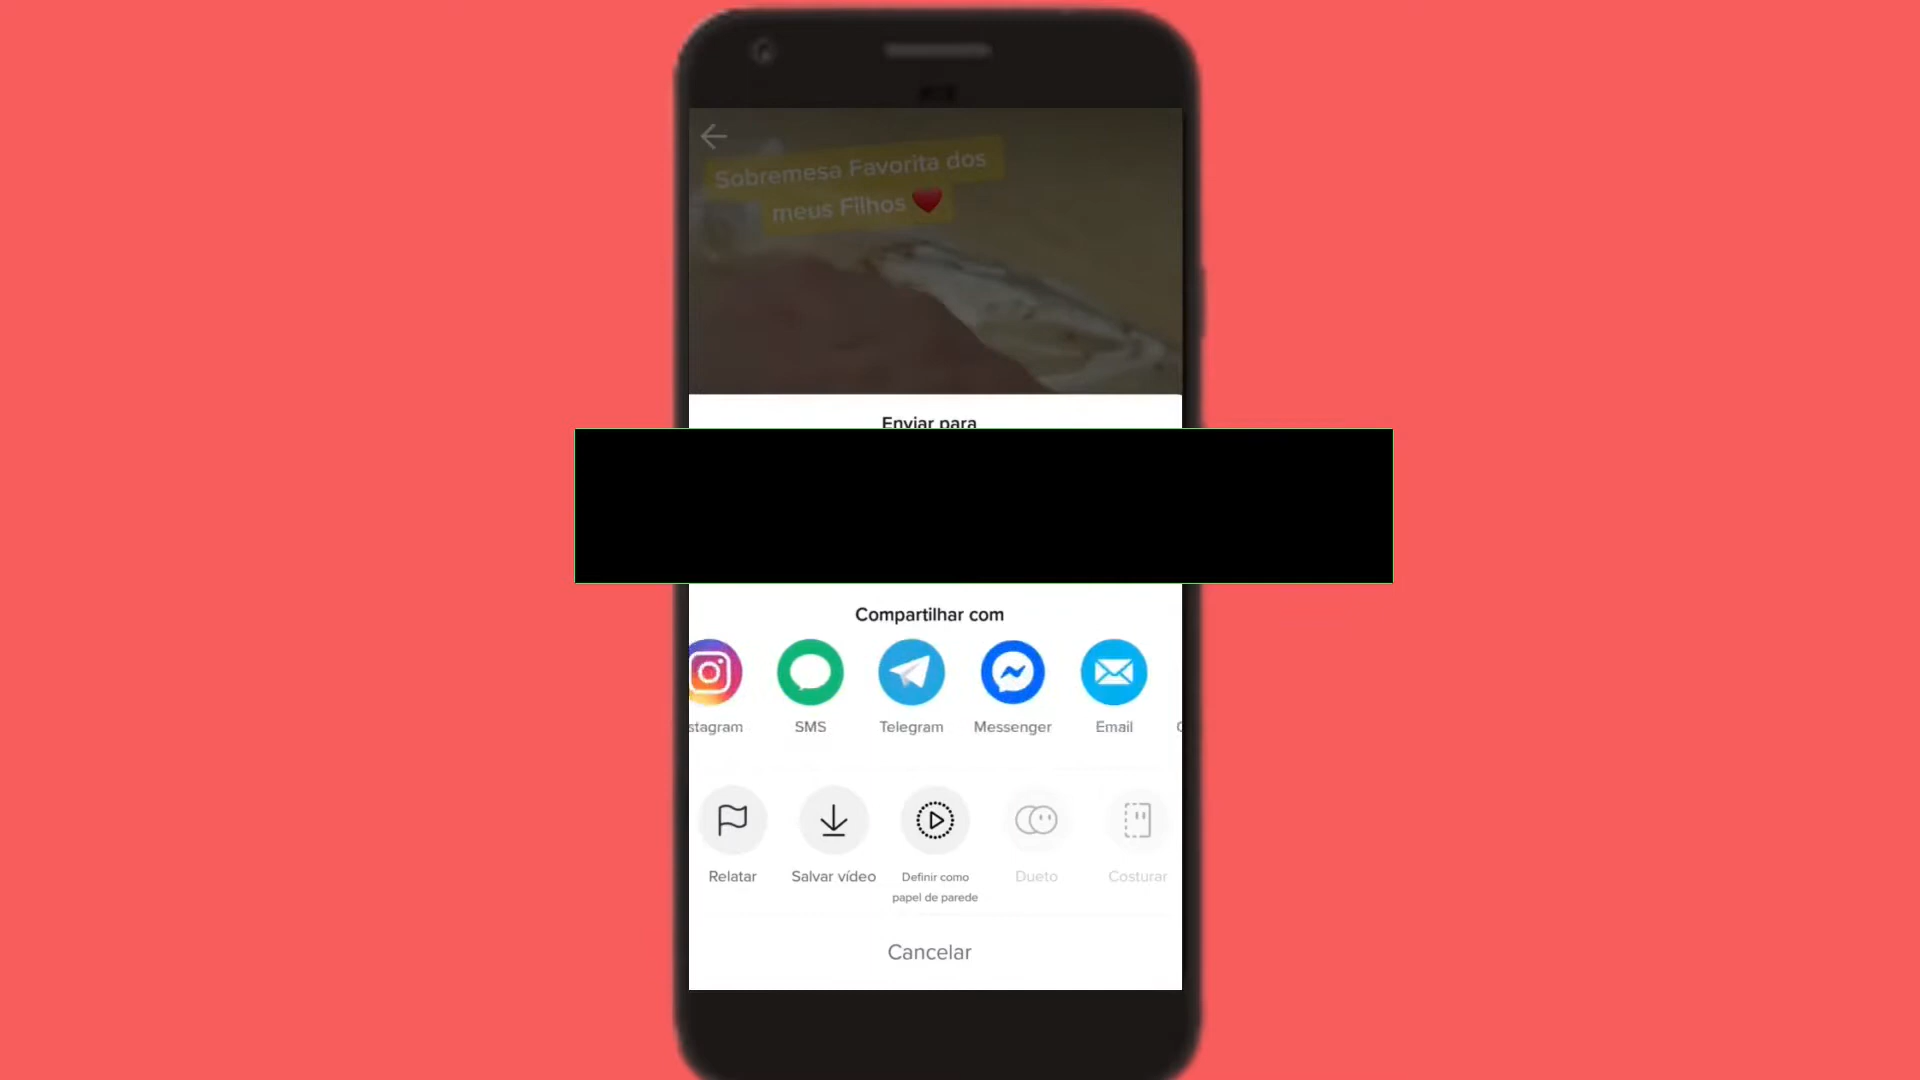 Sobremesa Favorita dos
meus Filhos
Enviar para
Compartilhar com
stagram SMS Telegram Messenger Email
Relatar Salvar vídeo Definir como papel de parede Dueto Costurar
Cancelar